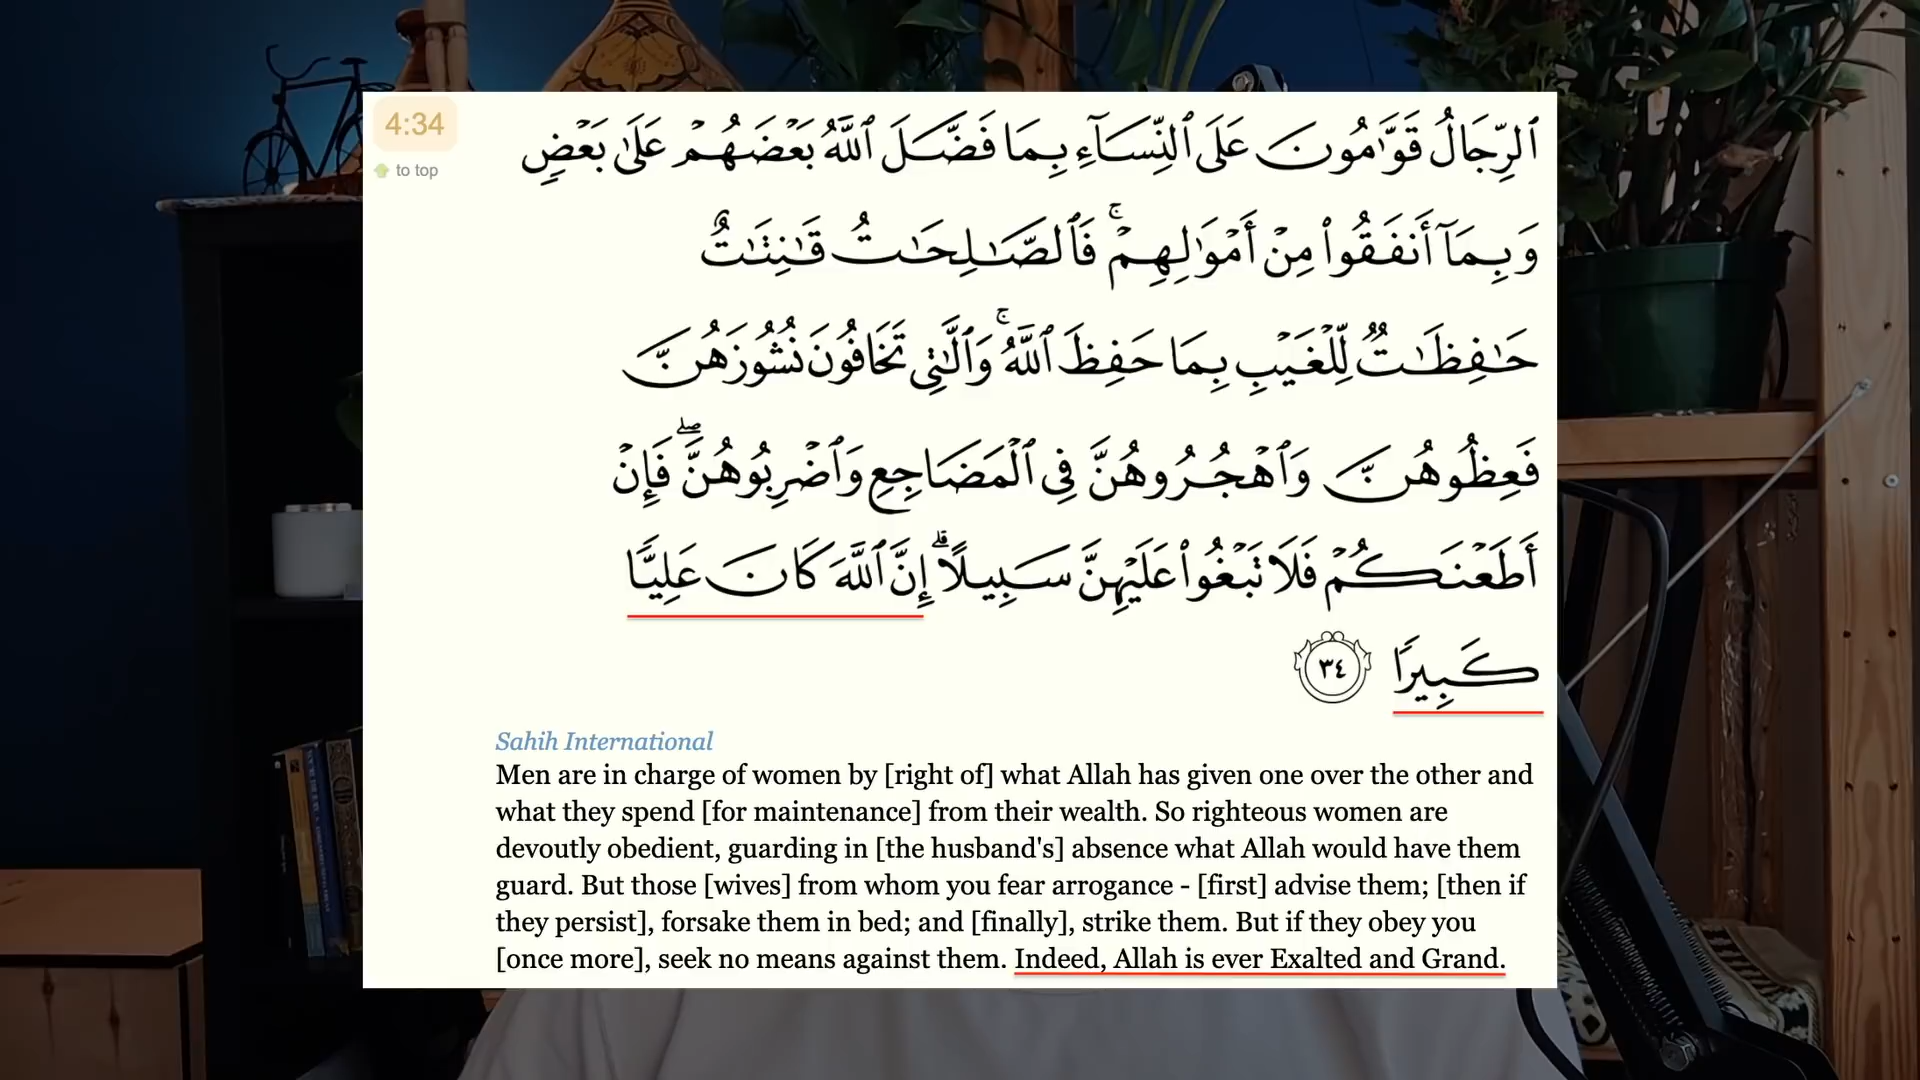 4:34
to top
ٱلرِّجَالُ قَوَّٰمُونَ عَلَى ٱلنِّسَآءِ بِمَا فَضَّلَ ٱللَّهُ بَعْضَهُمْ عَلَىٰ بَعْضٍ
وَبِمَآ أَنفَقُوا۟ مِنْ أَمْوَٰلِهِمْ ۚ فَٱلصَّٰلِحَٰتُ قَٰنِتَٰتٌ
حَٰفِظَٰتٌ لِّلْغَيْبِ بِمَا حَفِظَ ٱللَّهُ ۚ وَٱلَّٰتِى تَخَافُونَ نُشُوزَهُنَّ
فَعِظُوهُنَّ وَٱهْجُرُوهُنَّ فِى ٱلْمَضَاجِعِ وَٱضْرِبُوهُنَّ ۖ فَإِنْ
أَطَعْنَكُمْ فَلَا تَبْغُوا۟ عَلَيْهِنَّ سَبِيلًا ۗ إِنَّ ٱللَّهَ كَانَ عَلِيًّا
كَبِيرًا ٣٤
Sahih International
Men are in charge of women by [right of] what Allah has given one over the other and
what they spend [for maintenance] from their wealth. So righteous women are
devoutly obedient, guarding in [the husband's] absence what Allah would have them
guard. But those [wives] from whom you fear arrogance - [first] advise them; [then if
they persist], forsake them in bed; and [finally], strike them. But if they obey you
[once more], seek no means against them. Indeed, Allah is ever Exalted and Grand.